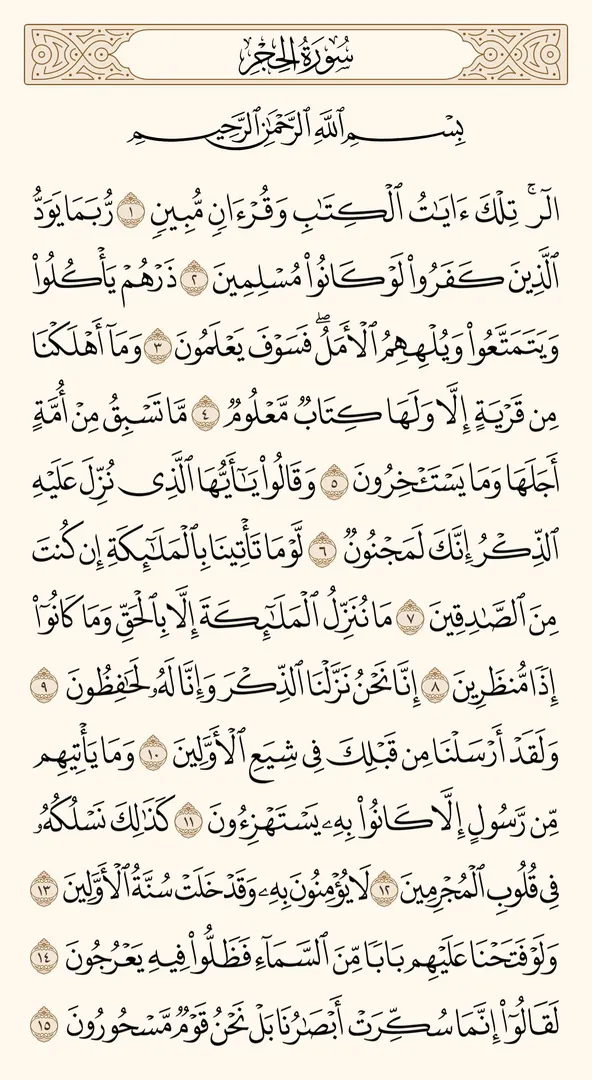 سُورَةُ الحِجْرِ
بِسْمِ ٱللَّهِ ٱلرَّحْمَٰنِ ٱلرَّحِيمِ
الٓرۚ تِلْكَ ءَايَٰتُ ٱلْكِتَٰبِ وَقُرْءَانٍ مُّبِينٍ ١ رُّبَمَا يَوَدُّ
ٱلَّذِينَ كَفَرُوا۟ لَوْ كَانُوا۟ مُسْلِمِينَ ٢ ذَرْهُمْ يَأْكُلُوا۟
وَيَتَمَتَّعُوا۟ وَيُلْهِهِمُ ٱلْأَمَلُۖ فَسَوْفَ يَعْلَمُونَ ٣ وَمَآ أَهْلَكْنَا
مِن قَرْيَةٍ إِلَّا وَلَهَا كِتَابٌ مَّعْلُومٌ ٤ مَّا تَسْبِقُ مِنْ أُمَّةٍ
أَجَلَهَا وَمَا يَسْتَـْٔخِرُونَ ٥ وَقَالُوا۟ يَٰٓأَيُّهَا ٱلَّذِى نُزِّلَ عَلَيْهِ
ٱلذِّكْرُ إِنَّكَ لَمَجْنُونٌ ٦ لَّوْ مَا تَأْتِينَا بِٱلْمَلَٰٓئِكَةِ إِن كُنتَ
مِنَ ٱلصَّٰدِقِينَ ٧ مَا نُنَزِّلُ ٱلْمَلَٰٓئِكَةَ إِلَّا بِٱلْحَقِّ وَمَا كَانُوٓا۟
إِذًا مُّنظَرِينَ ٨ إِنَّا نَحْنُ نَزَّلْنَا ٱلذِّكْرَ وَإِنَّا لَهُۥ لَحَٰفِظُونَ ٩
وَلَقَدْ أَرْسَلْنَا مِن قَبْلِكَ فِى شِيَعِ ٱلْأَوَّلِينَ ١٠ وَمَا يَأْتِيهِم
مِّن رَّسُولٍ إِلَّا كَانُوا۟ بِهِۦ يَسْتَهْزِءُونَ ١١ كَذَٰلِكَ نَسْلُكُهُۥ
فِى قُلُوبِ ٱلْمُجْرِمِينَ ١٢ لَا يُؤْمِنُونَ بِهِۦ وَقَدْ خَلَتْ سُنَّةُ ٱلْأَوَّلِينَ ١٣
وَلَوْ فَتَحْنَا عَلَيْهِم بَابًا مِّنَ ٱلسَّمَآءِ فَظَلُّوا۟ فِيهِ يَعْرُجُونَ ١٤
لَقَالُوٓا۟ إِنَّمَا سُكِّرَتْ أَبْصَٰرُنَا بَلْ نَحْنُ قَوْمٌ مَّسْحُورُونَ ١٥